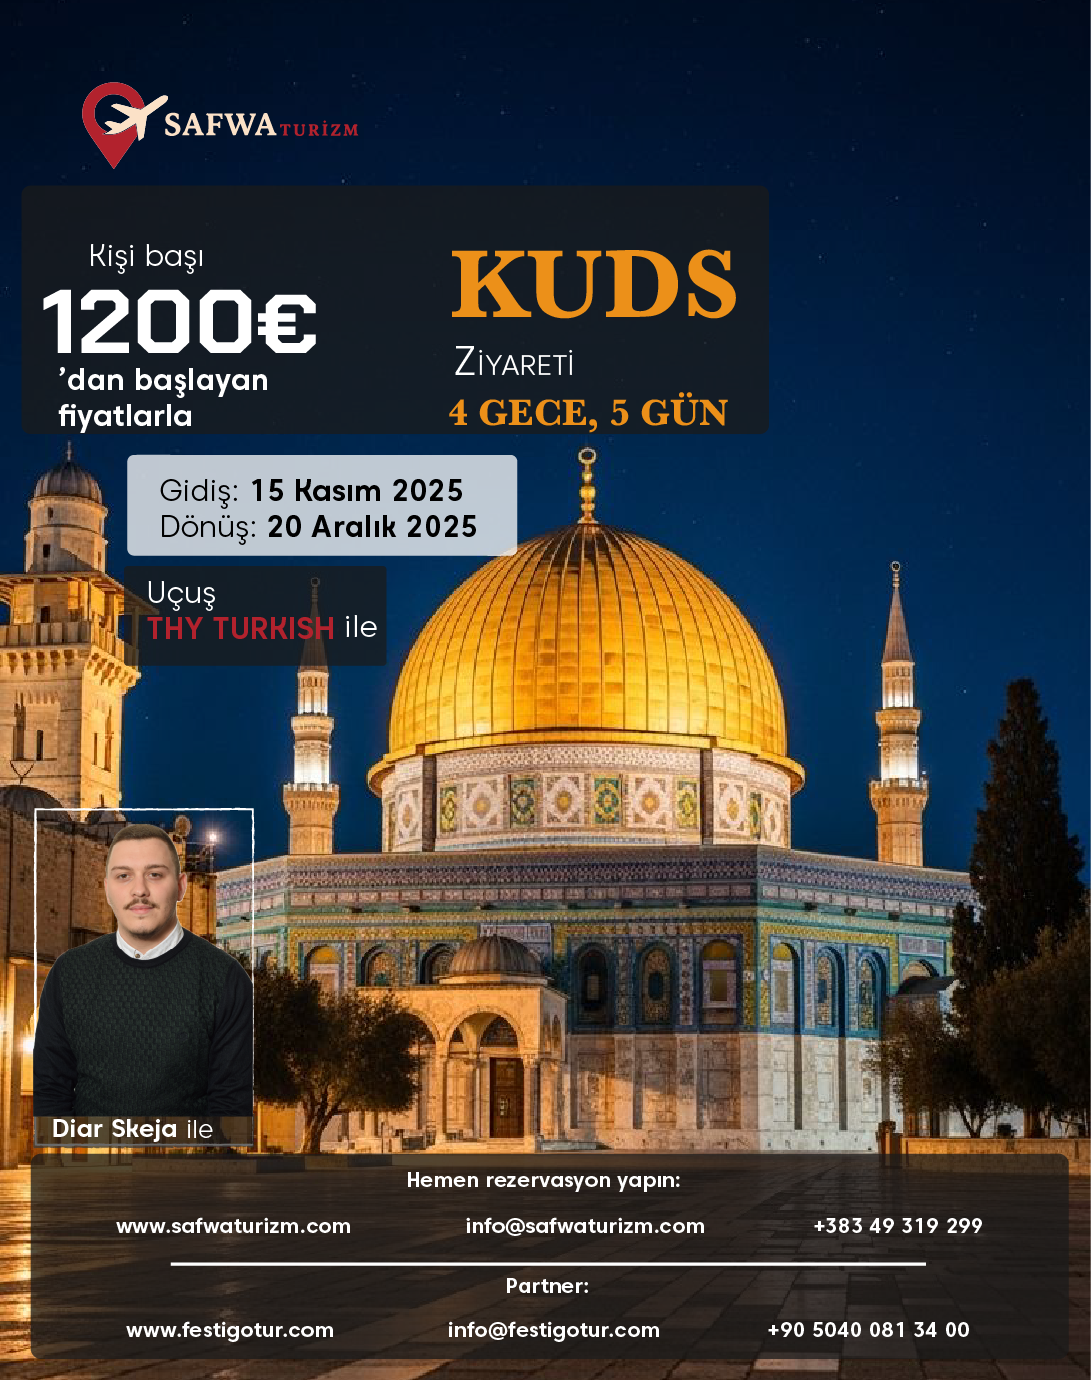 SAFWA TURİZM
Kişi başı
1200€
’dan başlayan
fiyatlarla
KUDS
ZİYARETİ
4 GECE, 5 GÜN
Gidiş: 15 Kasım 2025
Dönüş: 20 Aralık 2025
Uçuş
THY TURKISH ile
Diar Skeja ile
Hemen rezervasyon yapın:
www.safwaturizm.com info@safwaturizm.com +383 49 319 299
Partner:
www.festigotur.com info@festigotur.com +90 5040 081 34 00